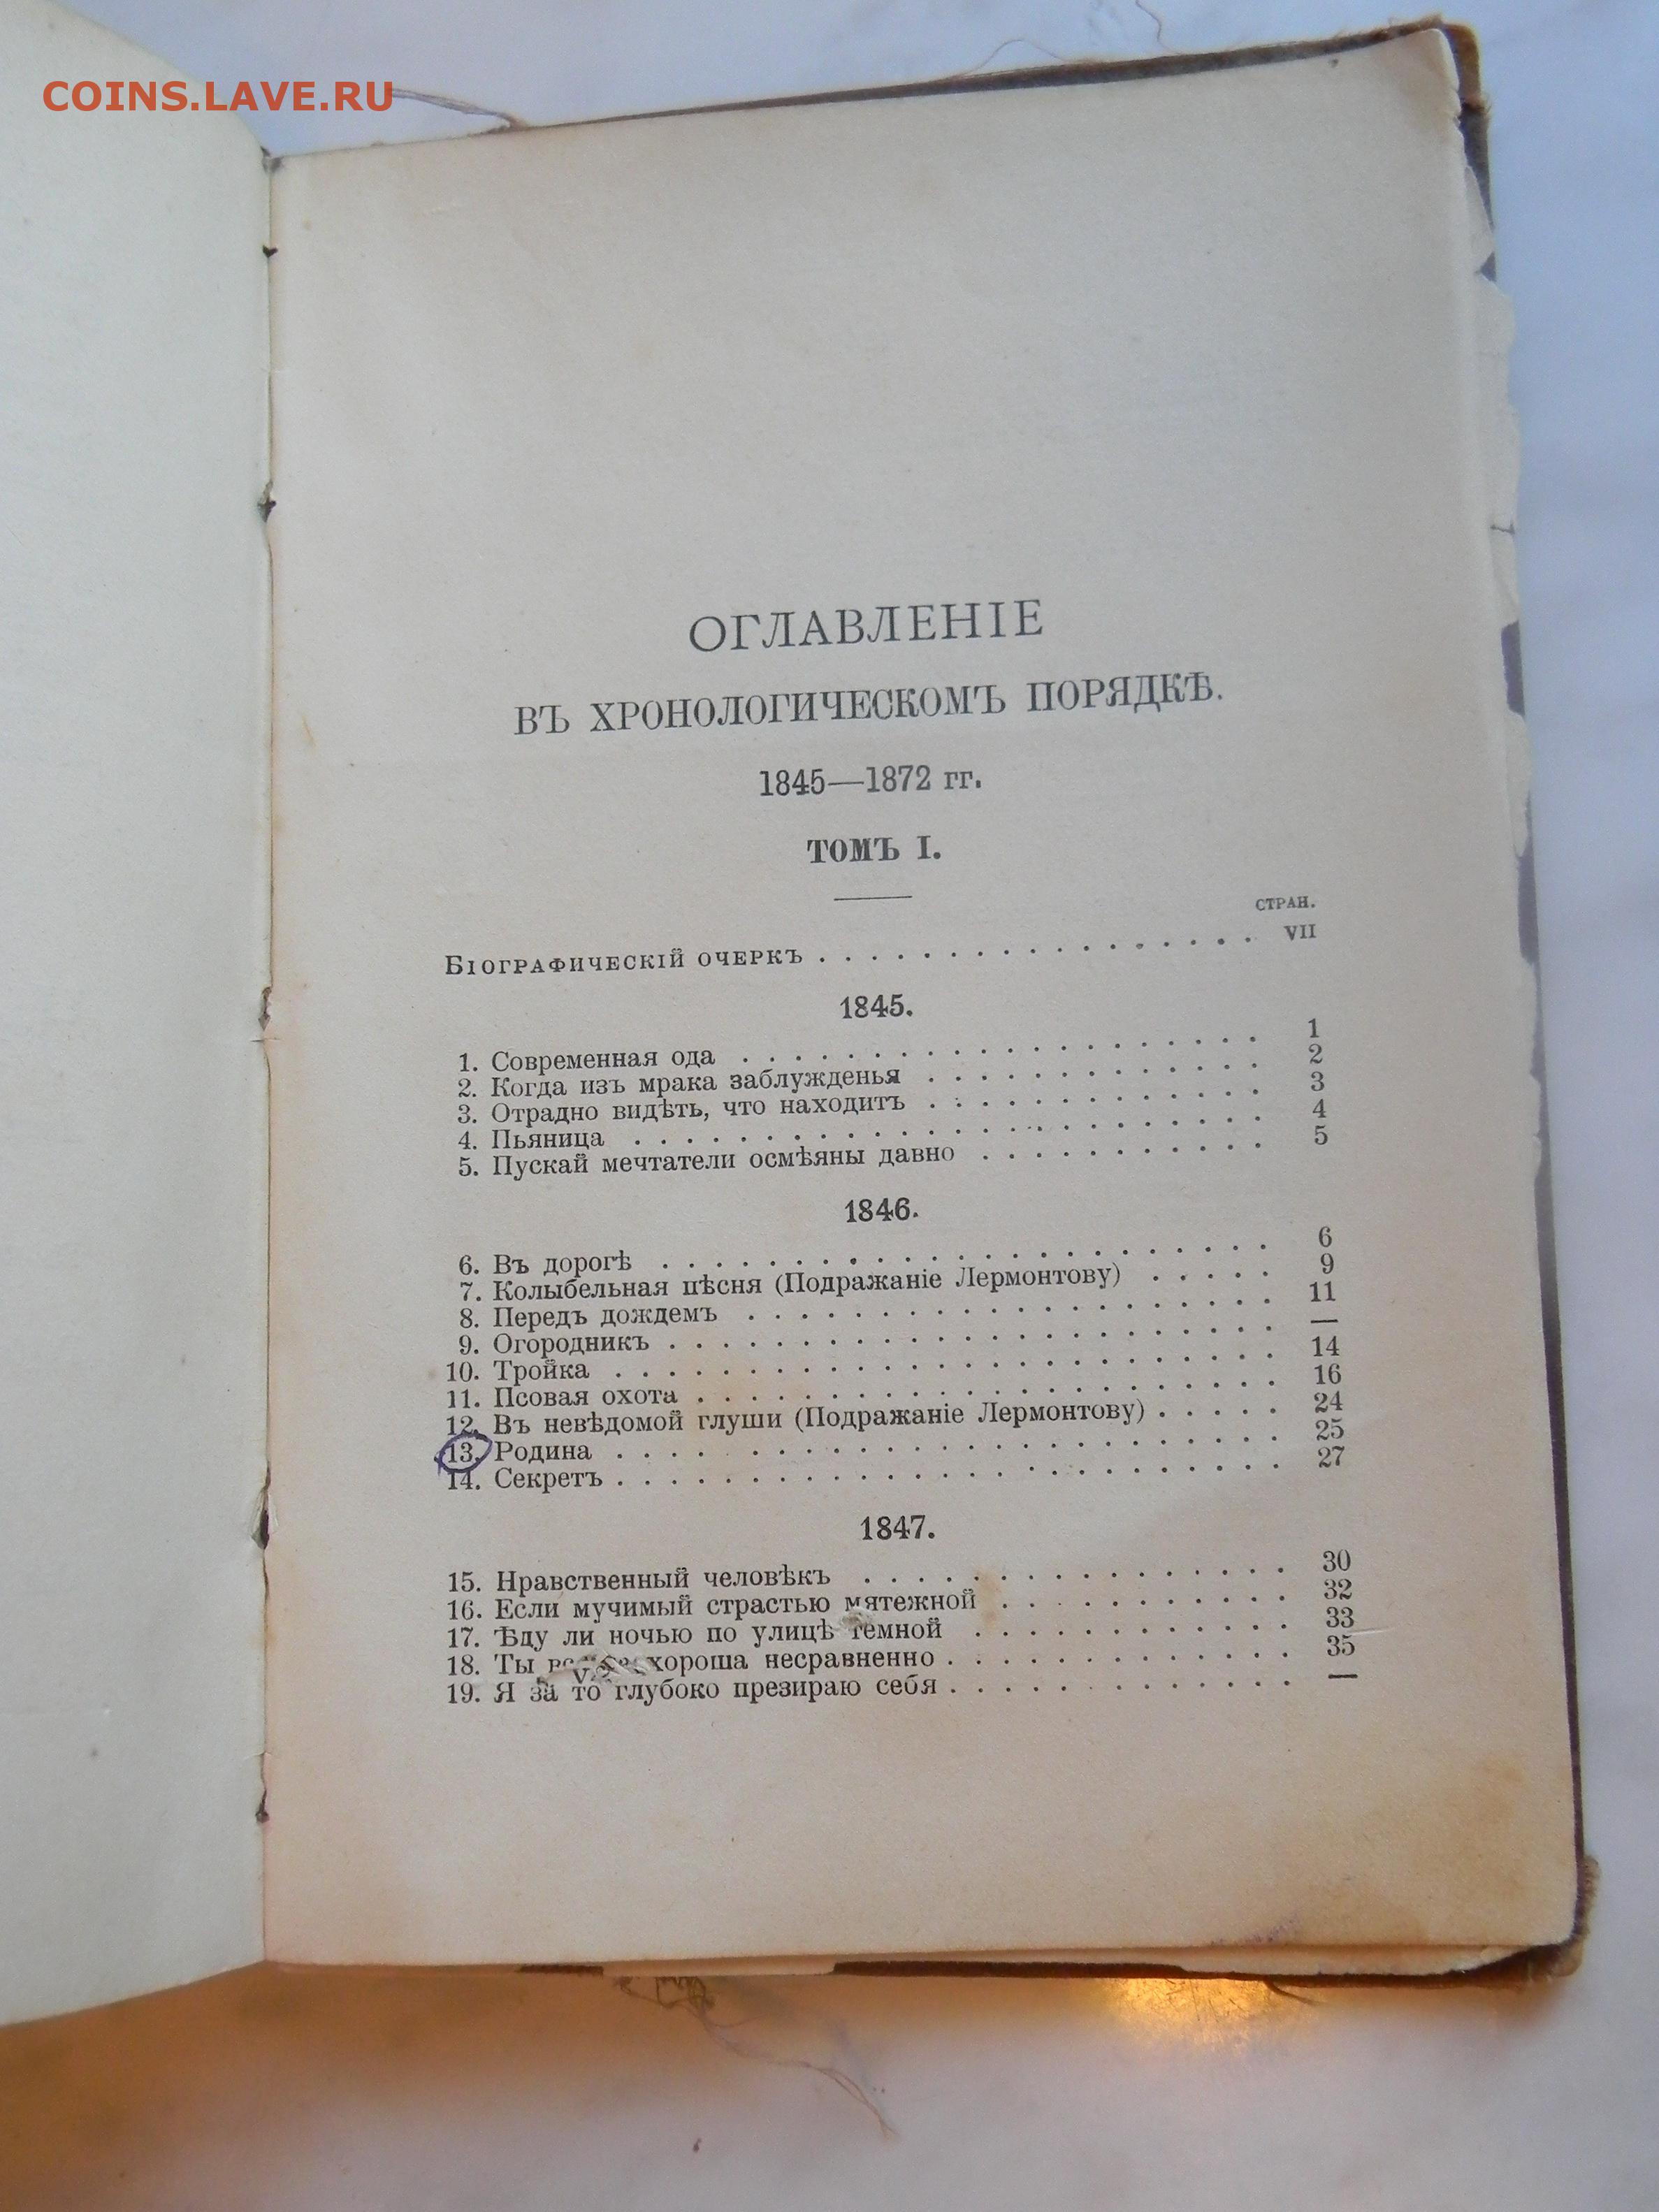 COINS.LAVE.RU
ОГЛАВЛЕНІЕ
ВЪ ХРОНОЛОГИЧЕСКОМЪ ПОРЯДКѢ.
1845—1872 гг.
ТОМЪ I.
СТРАН.
БІОГРАФИЧЕСКІЙ ОЧЕРКЪ . . . . . . . . . . . . . . . . . . VII
1845.
1. Современная ода . . . . . . . . . . . . . . . . . . . . 1
2. Когда изъ мрака заблужденья . . . . . . . . . . . . . 2
3. Отрадно видѣть, что находитъ . . . . . . . . . . . . . 3
4. Пьяница . . . . . . . . . . . . . . . . . . . . . . . . 4
5. Пускай мечтатели осмѣяны давно . . . . . . . . . . . 5
1846.
6. Въ дорогѣ . . . . . . . . . . . . . . . . . . . . . . . 6
7. Колыбельная пѣсня (Подражаніе Лермонтову) . . . . . 9
8. Передъ дождемъ . . . . . . . . . . . . . . . . . . . . 11
9. Огородникъ . . . . . . . . . . . . . . . . . . . . . . . —
10. Тройка . . . . . . . . . . . . . . . . . . . . . . . . . 14
11. Псовая охота . . . . . . . . . . . . . . . . . . . . . . 16
12. Въ невѣдомой глуши (Подражаніе Лермонтову) . . . . . 24
13. Родина . . . . . . . . . . . . . . . . . . . . . . . . . 25
14. Секретъ . . . . . . . . . . . . . . . . . . . . . . . . . 27
1847.
15. Нравственный человѣкъ . . . . . . . . . . . . . . . . . 30
16. Если мучимый страстью мятежной . . . . . . . . . . . 32
17. Ѣду ли ночью по улицѣ темной . . . . . . . . . . . . 33
18. Ты хороша несравненно . . . . . . . . . . . . . 35
19. Я за то глубоко презираю себя . . . . . . . . . . . . . —